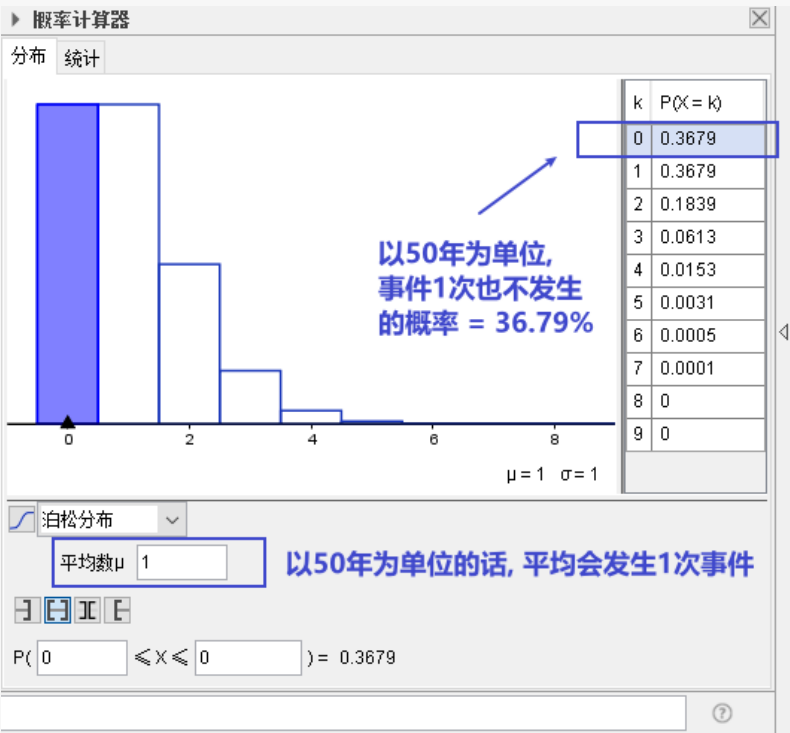 概率计算器
分布 统计
k P(X = k)
0 0.3679
1 0.3679
2 0.1839
3 0.0613
4 0.0153
5 0.0031
6 0.0005
7 0.0001
8 0
9 0
以50年为单位,
事件1次也不发生
的概率 = 36.79%
0 2 4 6 8
μ = 1 σ = 1
泊松分布
平均数μ 1
以50年为单位的话, 平均会发生1次事件
P( 0 ≤ X ≤ 0 ) = 0.3679
?